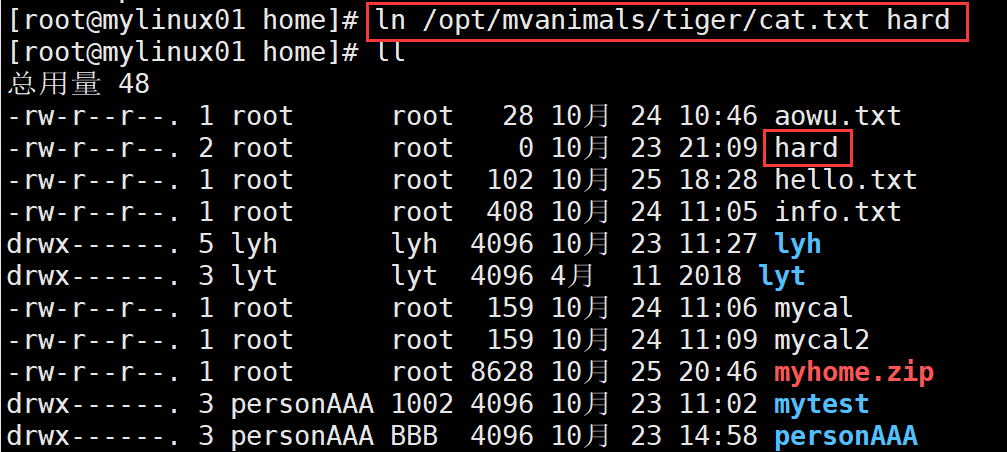 [root@mylinux01 home]# ln /opt/mvanimals/tiger/cat.txt hard
[root@mylinux01 home]# ll
总用量 48
-rw-r--r--. 1 root      root   28 10月 24 10:46 aowu.txt
-rw-r--r--. 2 root      root    0 10月 23 21:09 hard
-rw-r--r--. 1 root      root  102 10月 25 18:28 hello.txt
-rw-r--r--. 1 root      root  408 10月 24 11:05 info.txt
drwx------. 5 lyh       lyh  4096 10月 23 11:27 lyh
drwx------. 3 lyt       lyt  4096 4月  11 2018 lyt
-rw-r--r--. 1 root      root  159 10月 24 11:06 mycal
-rw-r--r--. 1 root      root  159 10月 24 11:09 mycal2
-rw-r--r--. 1 root      root 8628 10月 25 20:46 myhome.zip
drwx------. 3 personAAA 1002 4096 10月 23 11:02 mytest
drwx------. 3 personAAA BBB  4096 10月 23 14:58 personAAA